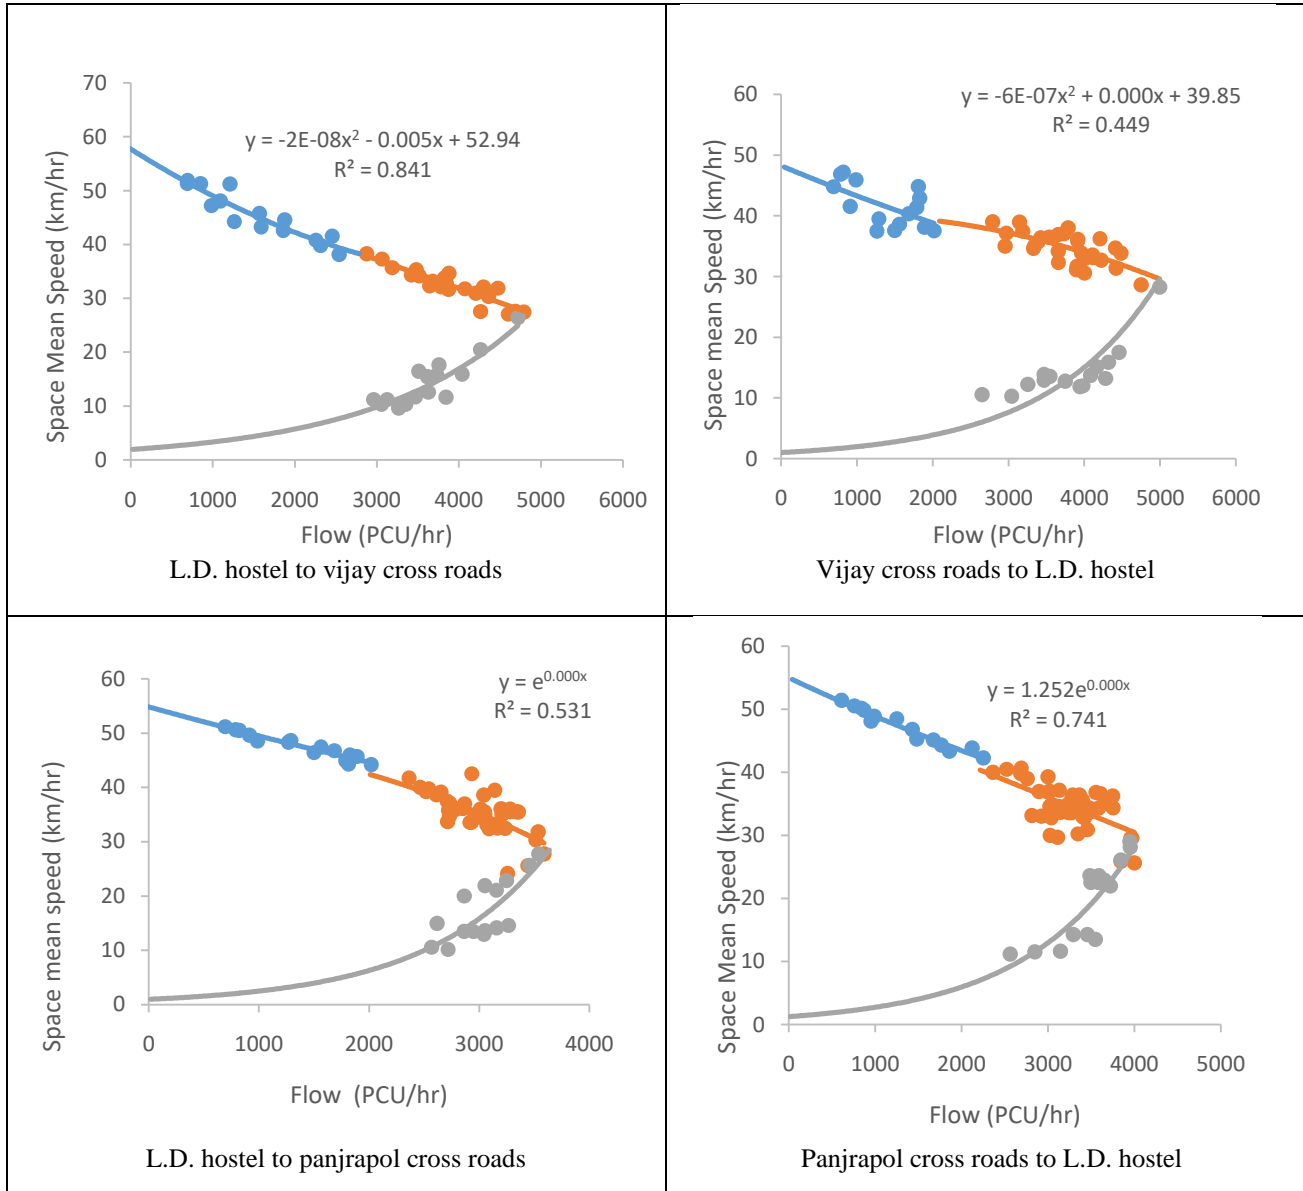 70
60
50
40
30
20
10
0
0 1000 2000 3000 4000 5000 6000
Space Mean Speed (km/hr)
Flow (PCU/hr)
y = -2E-08x² - 0.005x + 52.94
R² = 0.841
L.D. hostel to vijay cross roads
60
50
40
30
20
10
0
0 1000 2000 3000 4000 5000 6000
Space mean Speed (km/hr)
Flow (PCU/hr)
y = -6E-07x² + 0.000x + 39.85
R² = 0.449
Vijay cross roads to L.D. hostel
60
50
40
30
20
10
0
0 1000 2000 3000 4000
Space mean speed (km/hr)
Flow (PCU/hr)
y = e^0.000x
R² = 0.531
L.D. hostel to panjrapol cross roads
60
50
40
30
20
10
0
0 1000 2000 3000 4000 5000
Space Mean Speed (km/hr)
Flow (PCU/hr)
y = 1.252e^0.000x
R² = 0.741
Panjrapol cross roads to L.D. hostel